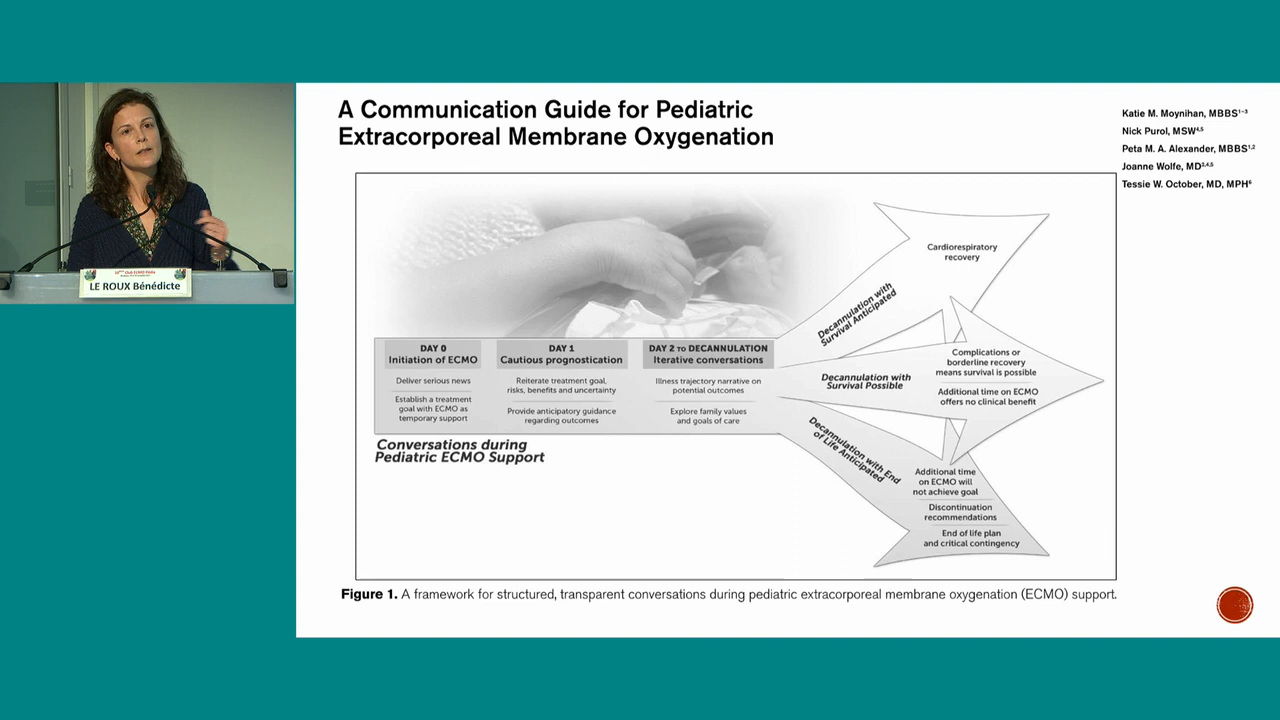 A Communication Guide for Pediatric
Extracorporeal Membrane Oxygenation
Katie M. Moynihan, MBBS¹⁻³
Nick Purol, MSW⁴,⁵
Peta M. A. Alexander, MBBS¹,²
Joanne Wolfe, MD²,⁴,⁵
Tessie W. October, MD, MPH⁶
LE ROUX Bénédicte
DAY 0
Initiation of ECMO
Deliver serious news
Establish a treatment
goal with ECMO as
temporary support
DAY 1
Cautious prognostication
Reiterate treatment goal,
risks, benefits and uncertainty
Provide anticipatory guidance
regarding outcomes
DAY 2 TO DECANNULATION
Iterative conversations
Illness trajectory narrative on
potential outcomes
Explore family values
and goals of care
Conversations during
Pediatric ECMO Support
Decannulation with
Survival Anticipated
Cardiorespiratory
recovery
Decannulation with
Survival Possible
Complications or
borderline recovery
means survival is possible
Additional time on ECMO
offers no clinical benefit
Decannulation with End
of Life Anticipated
Additional time
on ECMO will
not achieve goal
Discontinuation
recommendations
End of life plan
and critical contingency
Figure 1. A framework for structured, transparent conversations during pediatric extracorporeal membrane oxygenation (ECMO) support.